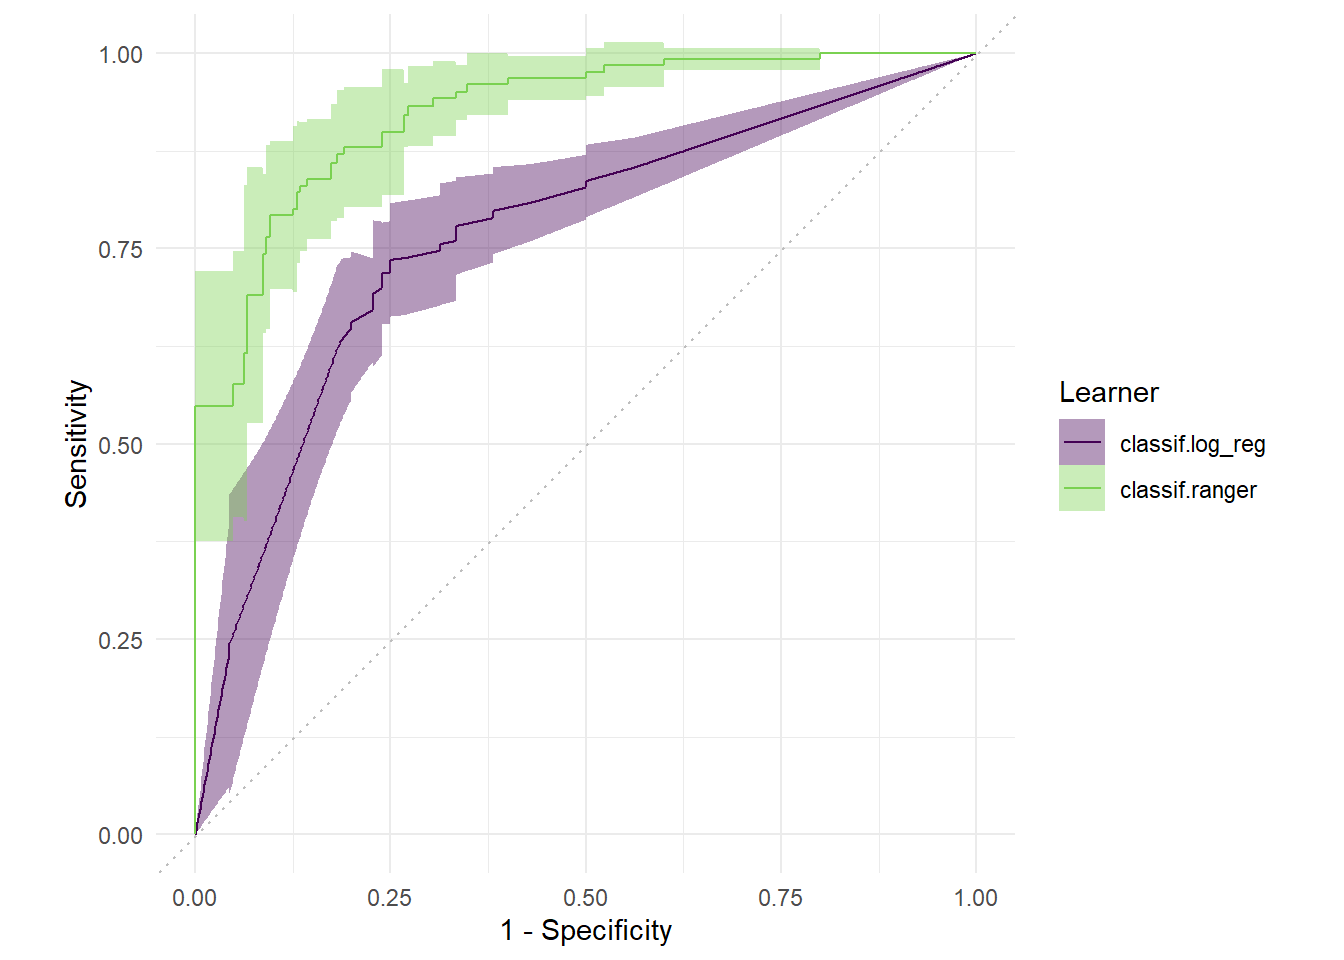 1.00
0.75
0.50
0.25
0.00
Sensitivity
0.00 0.25 0.50 0.75 1.00
1 - Specificity
Learner
classif.log_reg
classif.ranger